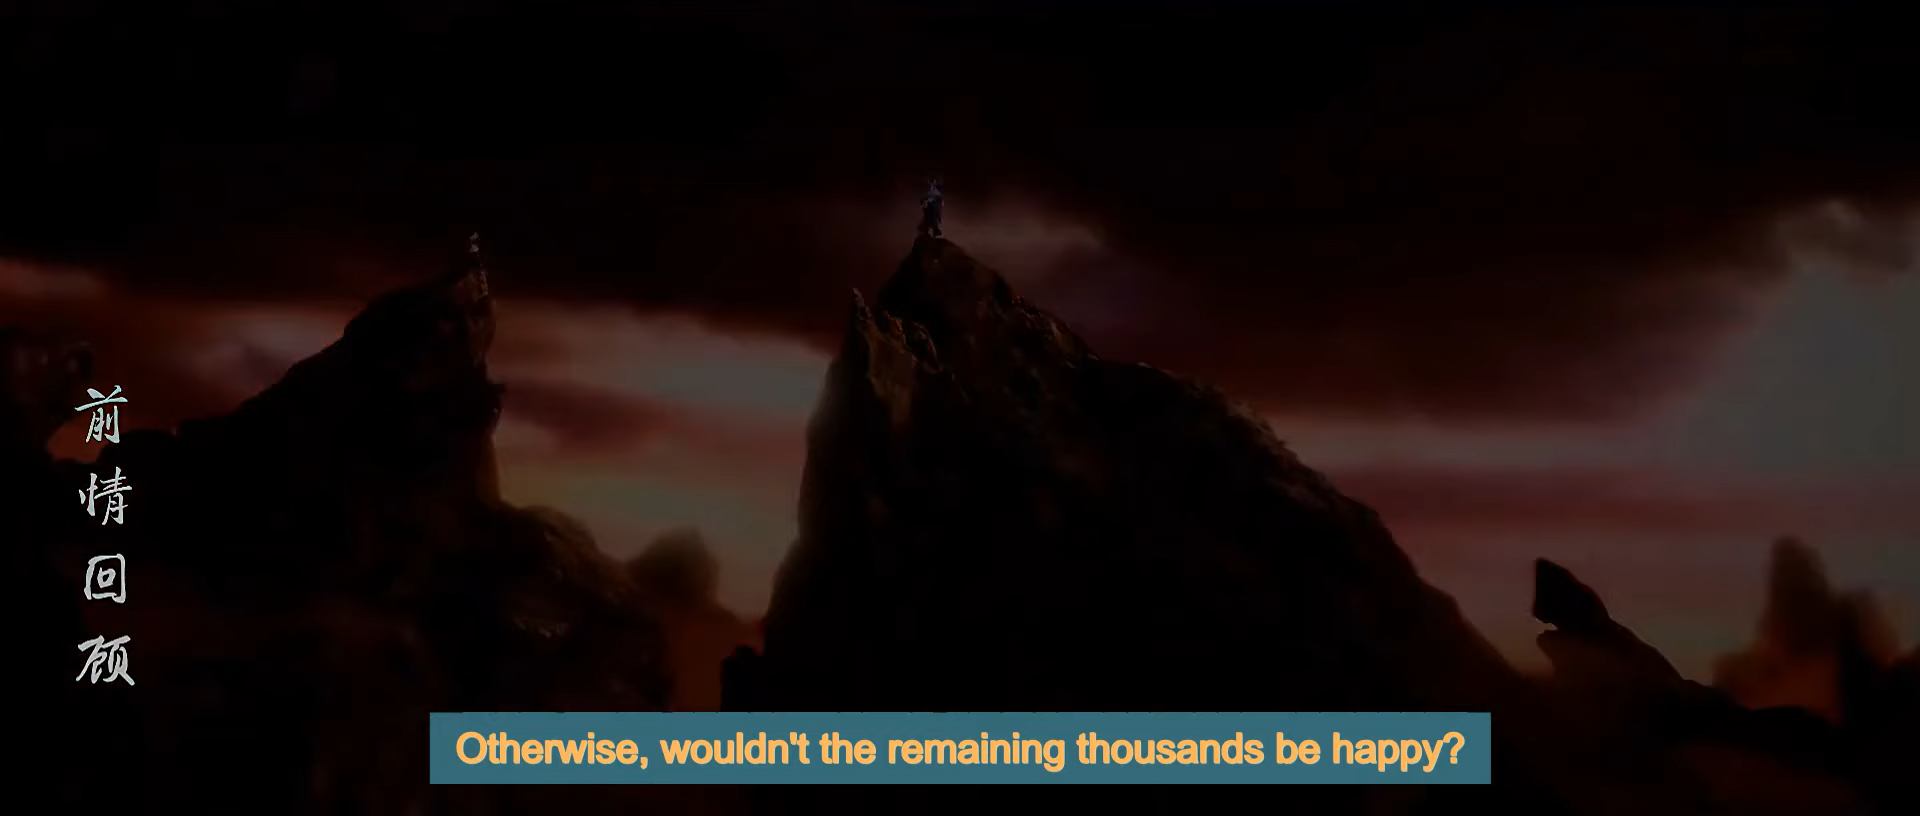 前情回顾
Otherwise, wouldn't the remaining thousands be happy?